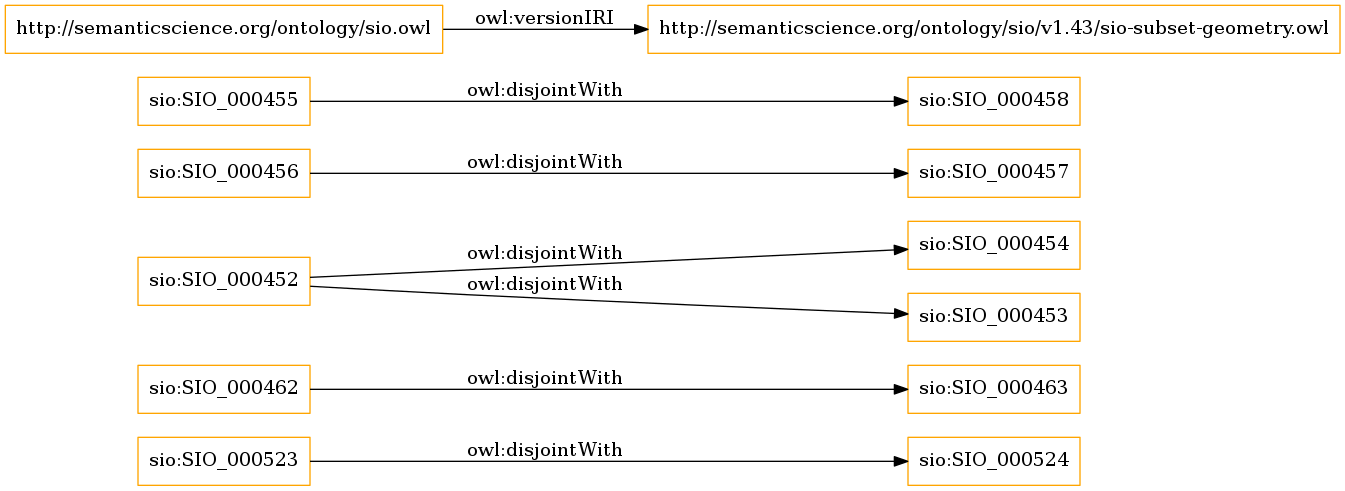 http://semanticscience.org/ontology/sio.owl
owl:versionIRI
http://semanticscience.org/ontology/sio/v1.43/sio-subset-geometry.owl
sio:SIO_000455
owl:disjointWith
sio:SIO_000458
sio:SIO_000456
owl:disjointWith
sio:SIO_000457
sio:SIO_000452
owl:disjointWith
sio:SIO_000454
owl:disjointWith
sio:SIO_000453
sio:SIO_000462
owl:disjointWith
sio:SIO_000463
sio:SIO_000523
owl:disjointWith
sio:SIO_000524